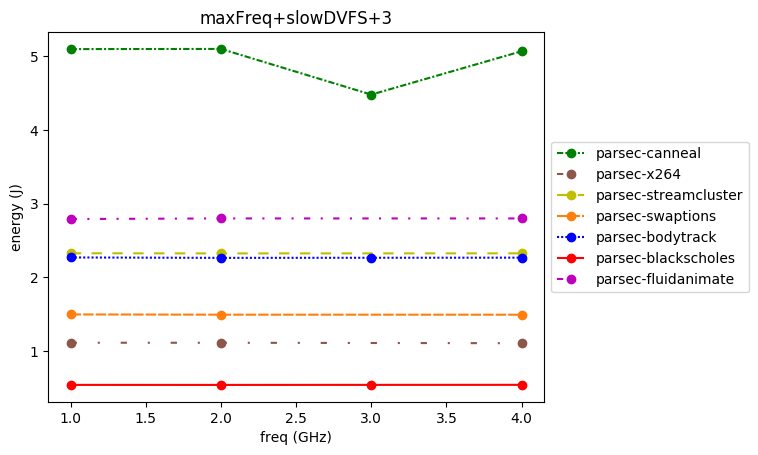 maxFreq+slowDVFS+3
energy (J)
5
4
3
2
1
1.0 1.5 2.0 2.5 3.0 3.5 4.0
freq (GHz)
parsec-canneal
parsec-x264
parsec-streamcluster
parsec-swaptions
parsec-bodytrack
parsec-blackscholes
parsec-fluidanimate